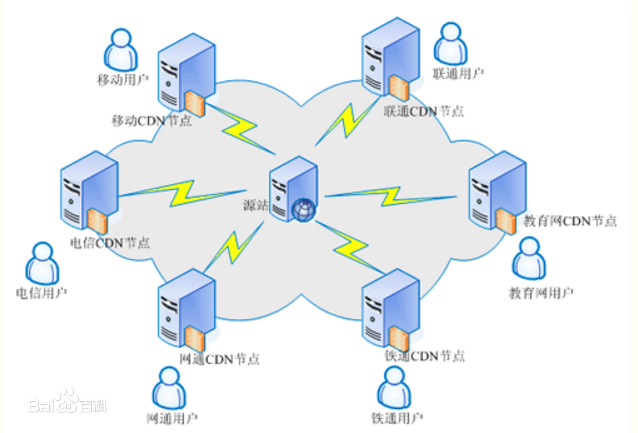 移动用户
联通用户
移动CDN节点
联通CDN节点
源站
教育网CDN节点
电信CDN节点
电信用户
教育网用户
网通CDN节点
铁通CDN节点
网通用户
铁通用户
Baidu百科